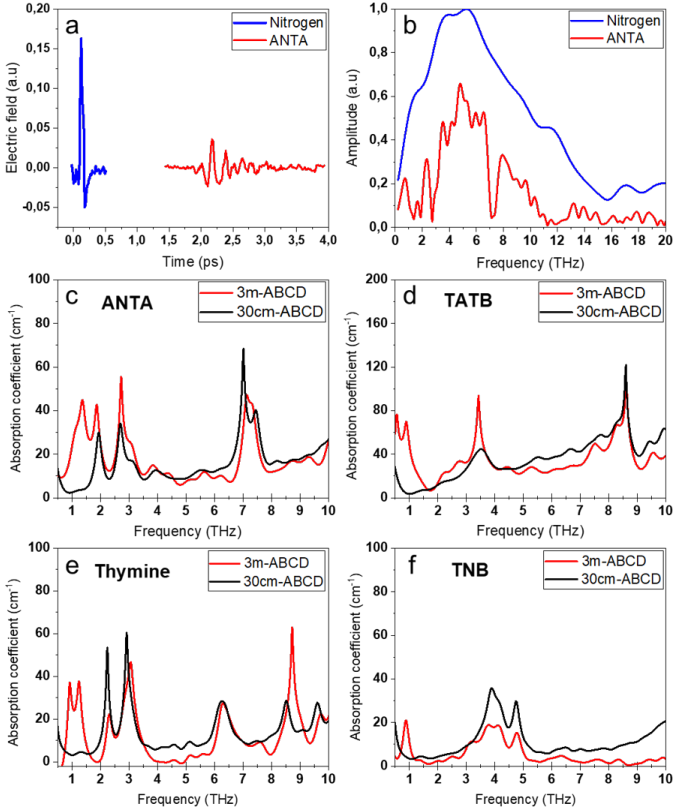 a
Nitrogen
ANTA
Electric field (a.u)
0,20
0,15
0,10
0,05
0,00
-0,05
0,0 0,5 1,5 2,0 2,5 3,0 3,5 4,0
Time (ps)
b
Nitrogen
ANTA
Amplitude (a.u)
1,0
0,8
0,6
0,4
0,2
0,0
0 2 4 6 8 10 12 14 16 18 20
Frequency (THz)
c ANTA
3m-ABCD
30cm-ABCD
Absorption coefficient (cm⁻¹)
100
80
60
40
20
0
1 2 3 4 5 6 7 8 9 10
Frequency (THz)
d TATB
3m-ABCD
30cm-ABCD
Absorption coefficient (cm⁻¹)
200
160
120
80
40
0
1 2 3 4 5 6 7 8 9 10
Frequency (THz)
e Thymine
3m-ABCD
30cm-ABCD
Absorption coefficient (cm⁻¹)
100
80
60
40
20
0
1 2 3 4 5 6 7 8 9 10
Frequency (THz)
f TNB
3m-ABCD
30cm-ABCD
Absorption coefficient (cm⁻¹)
100
80
60
40
20
0
1 2 3 4 5 6 7 8 9 10
Frequency (THz)